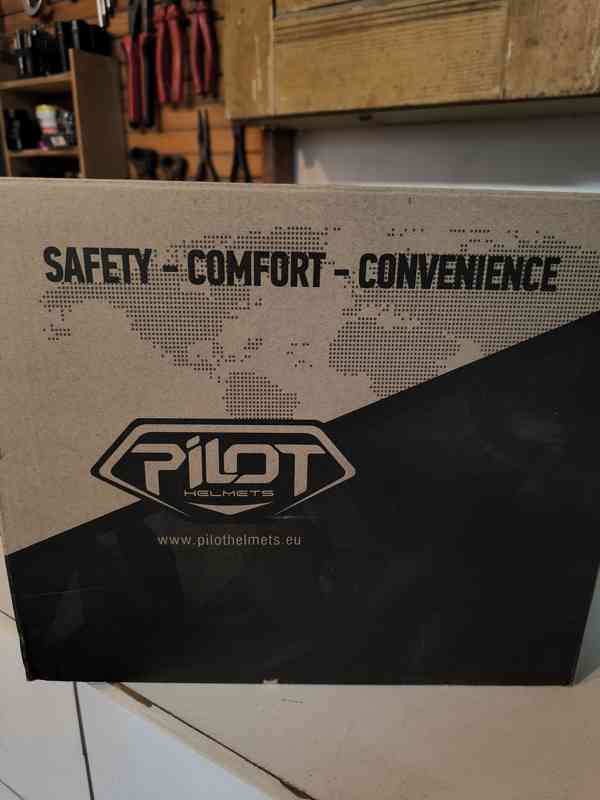 SAFETY - COMFORT - CONVENIENCE
PiLOT
HELMETS
www.pilothelmets.eu